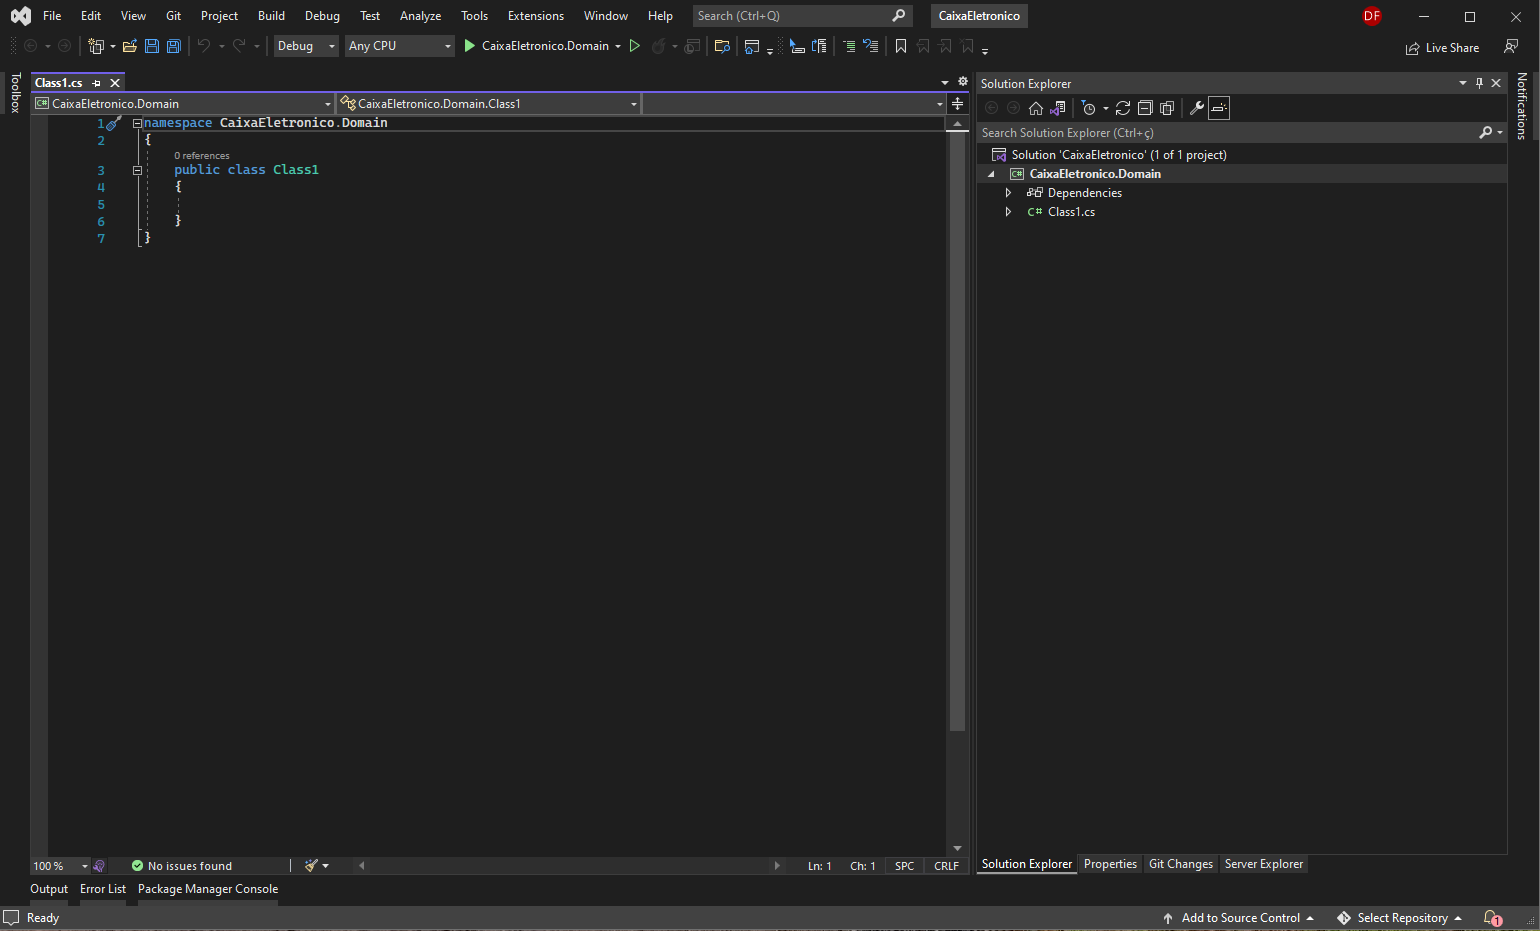 File Edit View Git Project Build Debug Test Analyze Tools Extensions Window Help Search (Ctrl+Q) CaixaEletronico DF
Debug Any CPU CaixaEletronico.Domain Live Share
Toolbox
Class1.cs
CaixaEletronico.Domain CaixaEletronico.Domain.Class1
1 namespace CaixaEletronico.Domain
2 {
0 references
3 public class Class1
4 {
5
6 }
7 }
100 % No issues found Ln: 1 Ch: 1 SPC CRLF
Solution Explorer
Search Solution Explorer (Ctrl+ç)
Solution 'CaixaEletronico' (1 of 1 project)
C# CaixaEletronico.Domain
Dependencies
C# Class1.cs
Solution Explorer Properties Git Changes Server Explorer
Notifications
Output Error List Package Manager Console
Ready Add to Source Control Select Repository 1